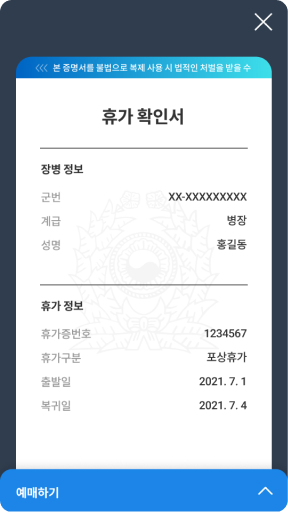 본 증명서를 불법으로 복제 사용 시 법적인 처벌을 받을 수
휴가 확인서
장병 정보
군번 XX-XXXXXXXXX
계급 병장
성명 홍길동
휴가 정보
휴가증번호 1234567
휴가구분 포상휴가
출발일 2021. 7. 1
복귀일 2021. 7. 4
예매하기